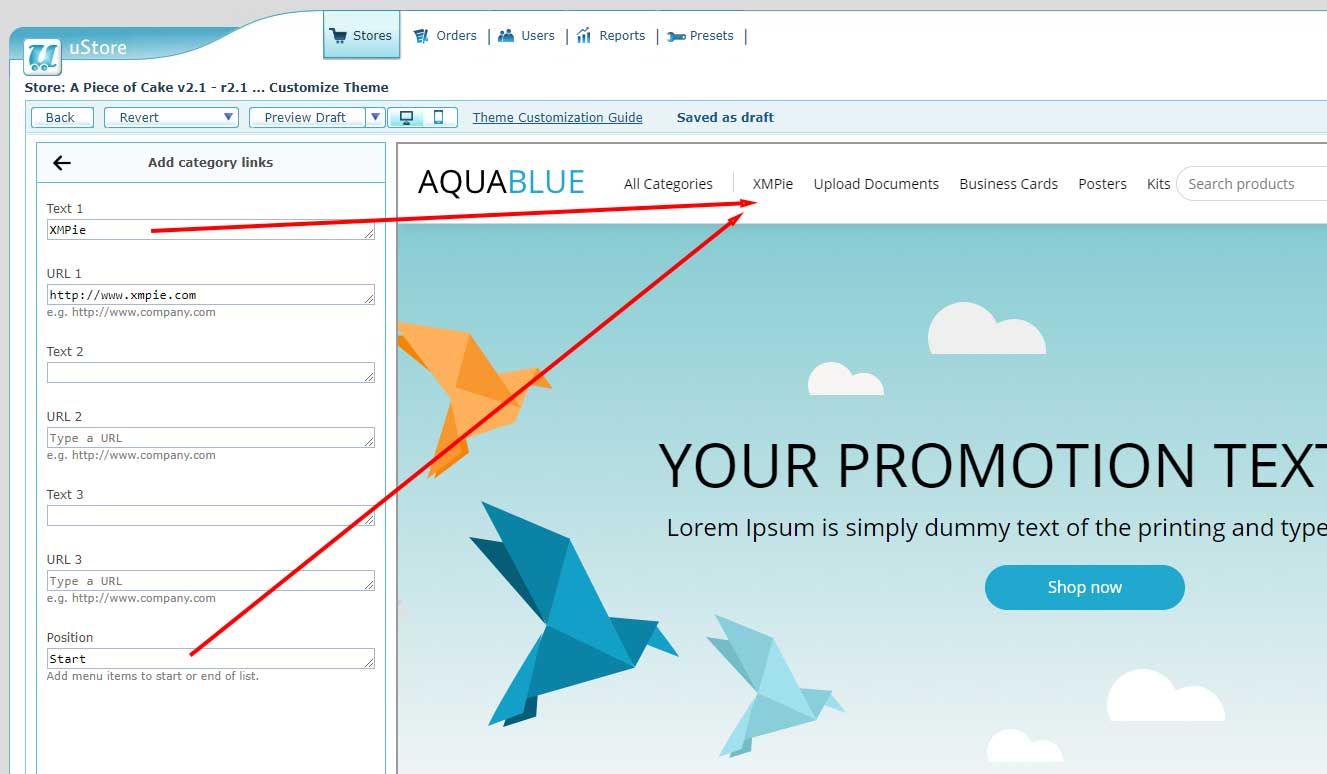 uStore
Stores Orders | Users | Reports | Presets |
Store: A Piece of Cake v2.1 - r2.1 ... Customize Theme
Back Revert Preview Draft Theme Customization Guide Saved as draft
Add category links
Text 1
XMPie
URL 1
http://www.xmpie.com
e.g. http://www.company.com
Text 2
URL 2
Type a URL
e.g. http://www.company.com
Text 3
URL 3
Type a URL
e.g. http://www.company.com
Position
Start
Add menu items to start or end of list.
AQUABLUE All Categories XMPie Upload Documents Business Cards Posters Kits Search products
YOUR PROMOTION TEXT
Lorem Ipsum is simply dummy text of the printing and type
Shop now